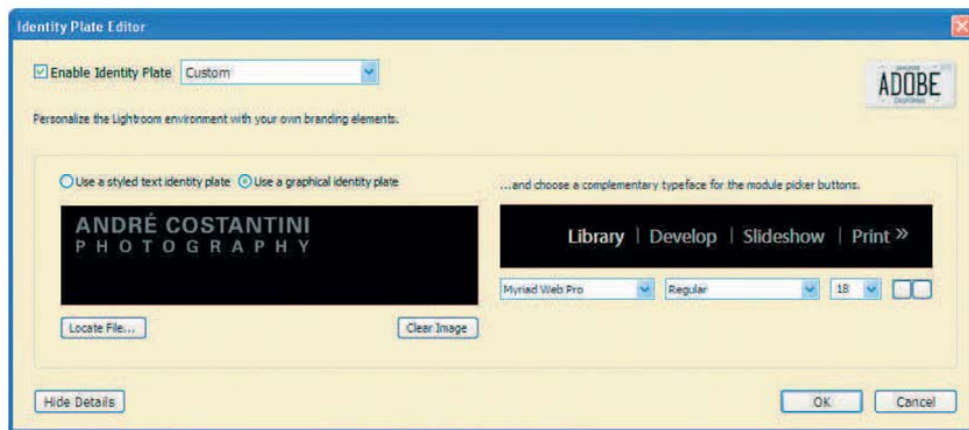 Identity Plate Editor
Enable Identity Plate Custom
ADOBE
Personalize the Lightroom environment with your own branding elements.
Use a styled text identity plate Use a graphical identity plate
...and choose a complementary typeface for the module picker buttons.
ANDRÉ COSTANTINI
PHOTOGRAPHY
Library | Develop | Slideshow | Print »
Myriad Web Pro Regular 18
Locate File... Clear Image
Hide Details OK Cancel